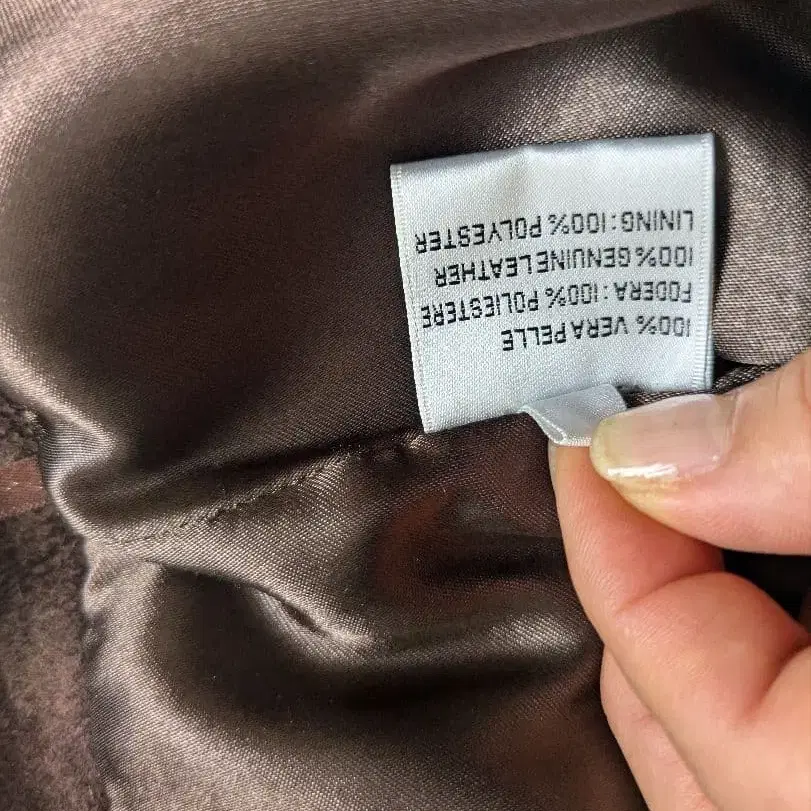 100% VERA PELLE
FODERA:100% POLIESTERE
100% GENUINE LEATHER
LINING:100% POLYESTER